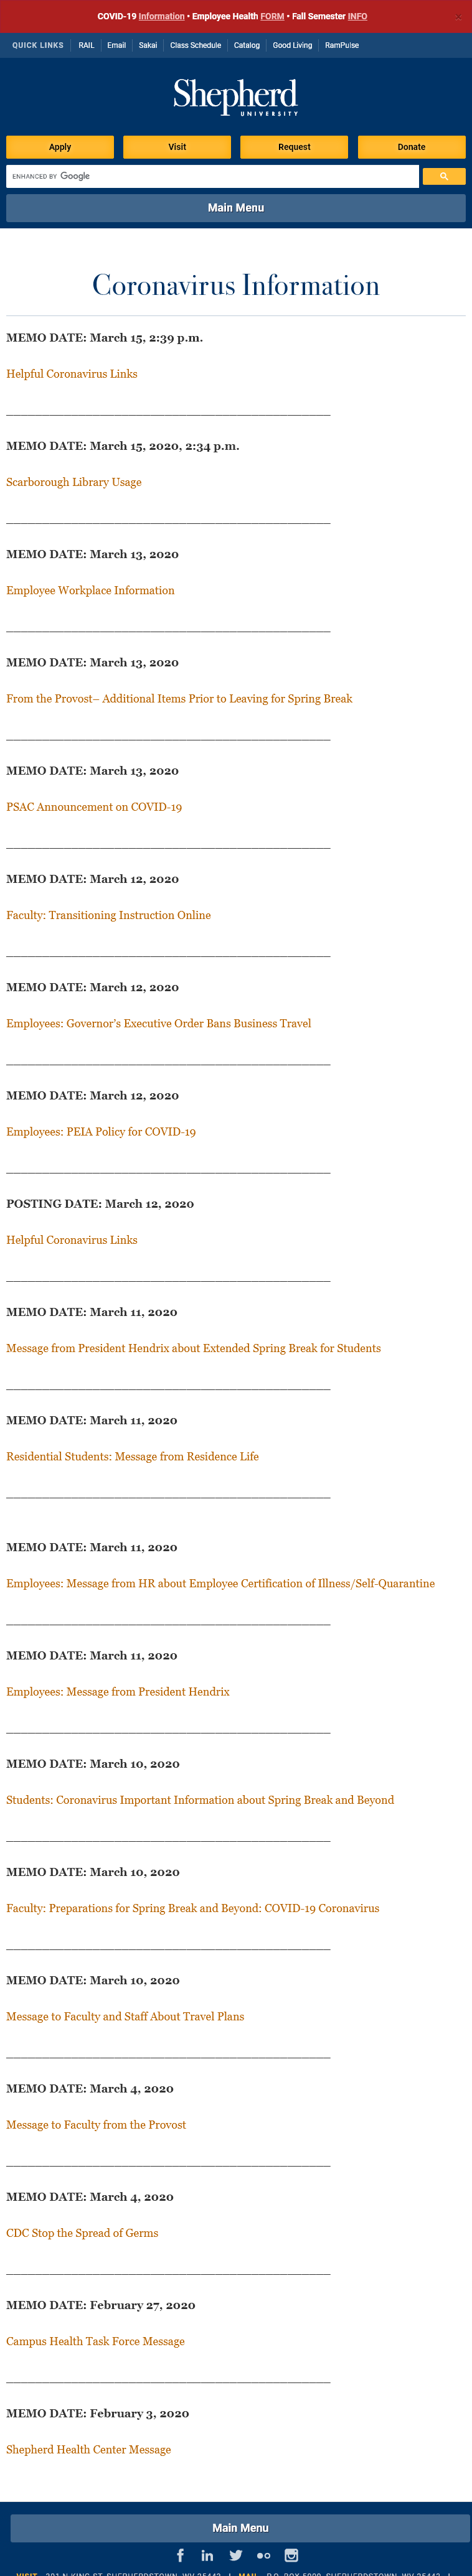 COVID-19 Information • Employee Health FORM • Fall Semester INFO
QUICK LINKS RAIL Email Sakai Class Schedule Catalog Good Living RamPulse
Shepherd
UNIVERSITY
Apply Visit Request Donate
ENHANCED BY Google
Main Menu
Coronavirus Information
MEMO DATE: March 15, 2:39 p.m.
Helpful Coronavirus Links
MEMO DATE: March 15, 2020, 2:34 p.m.
Scarborough Library Usage
MEMO DATE: March 13, 2020
Employee Workplace Information
MEMO DATE: March 13, 2020
From the Provost– Additional Items Prior to Leaving for Spring Break
MEMO DATE: March 13, 2020
PSAC Announcement on COVID-19
MEMO DATE: March 12, 2020
Faculty: Transitioning Instruction Online
MEMO DATE: March 12, 2020
Employees: Governor's Executive Order Bans Business Travel
MEMO DATE: March 12, 2020
Employees: PEIA Policy for COVID-19
POSTING DATE: March 12, 2020
Helpful Coronavirus Links
MEMO DATE: March 11, 2020
Message from President Hendrix about Extended Spring Break for Students
MEMO DATE: March 11, 2020
Residential Students: Message from Residence Life
MEMO DATE: March 11, 2020
Employees: Message from HR about Employee Certification of Illness/Self-Quarantine
MEMO DATE: March 11, 2020
Employees: Message from President Hendrix
MEMO DATE: March 10, 2020
Students: Coronavirus Important Information about Spring Break and Beyond
MEMO DATE: March 10, 2020
Faculty: Preparations for Spring Break and Beyond: COVID-19 Coronavirus
MEMO DATE: March 10, 2020
Message to Faculty and Staff About Travel Plans
MEMO DATE: March 4, 2020
Message to Faculty from the Provost
MEMO DATE: March 4, 2020
CDC Stop the Spread of Germs
MEMO DATE: February 27, 2020
Campus Health Task Force Message
MEMO DATE: February 3, 2020
Shepherd Health Center Message
Main Menu